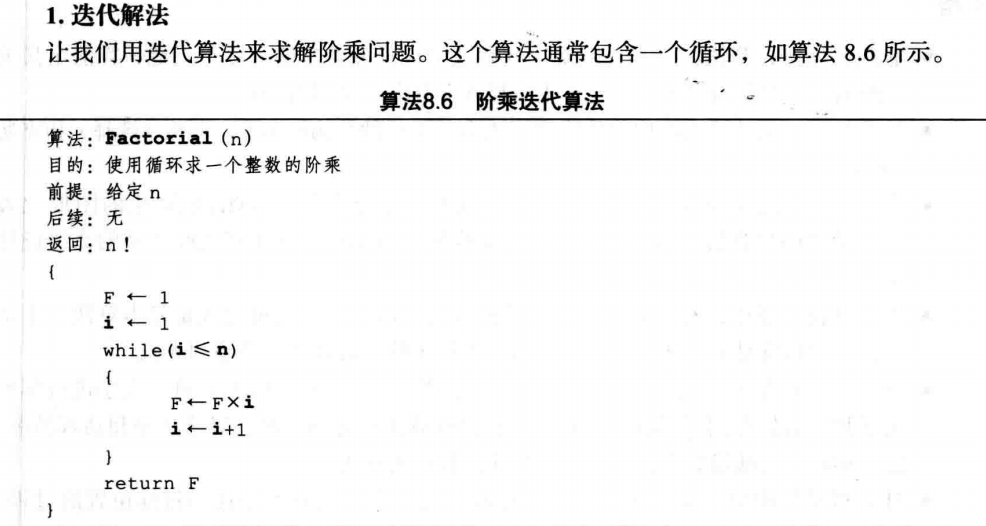 1. 迭代解法
让我们用迭代算法来求解阶乘问题。这个算法通常包含一个循环，如算法 8.6 所示。
算法8.6 阶乘迭代算法
算法：Factorial (n)
目的：使用循环求一个整数的阶乘
前提：给定 n
后续：无
返回：n！
{
F ← 1
i ← 1
while(i ≤ n)
{
F ← F×i
i ← i+1
}
return F
}